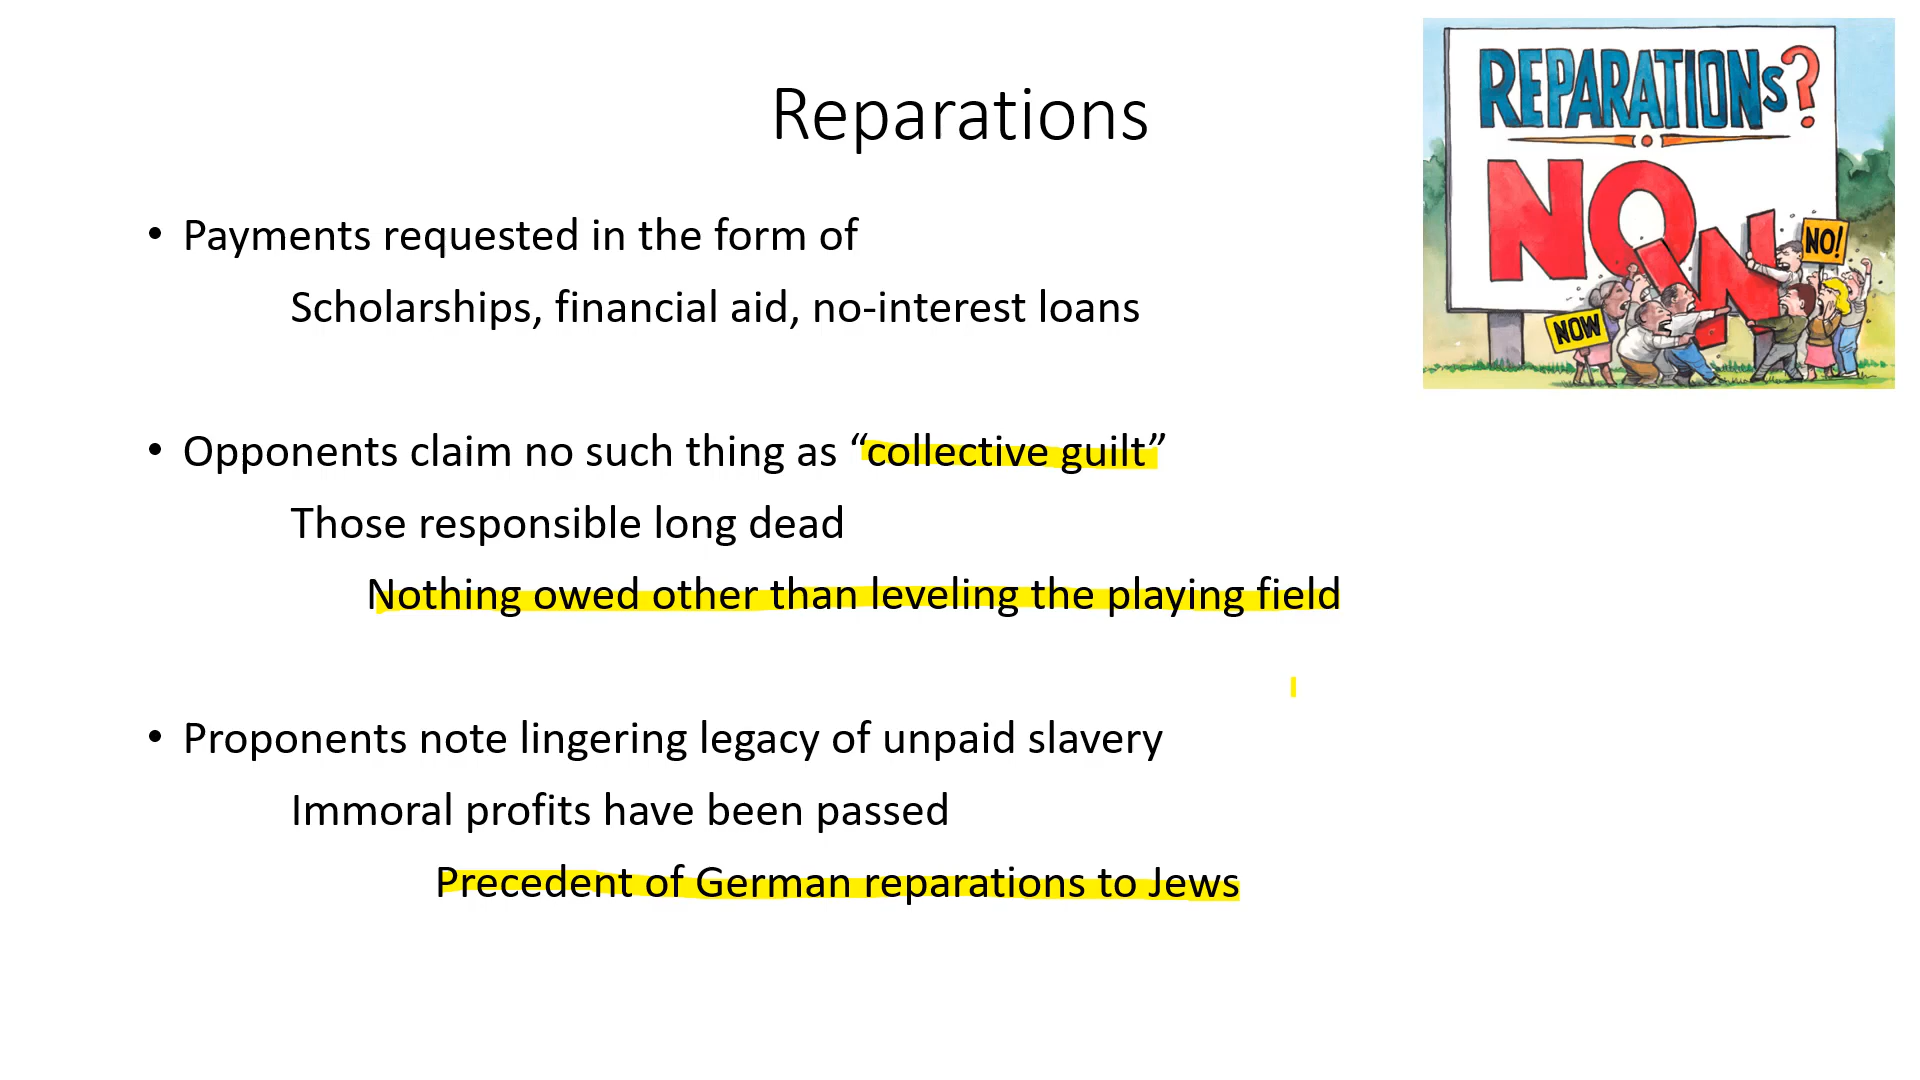 Reparations
• Payments requested in the form of
Scholarships, financial aid, no-interest loans
• Opponents claim no such thing as “collective guilt”
Those responsible long dead
Nothing owed other than leveling the playing field
• Proponents note lingering legacy of unpaid slavery
Immoral profits have been passed
Precedent of German reparations to Jews
REPARATIONs?
NO W
NO!
NOW